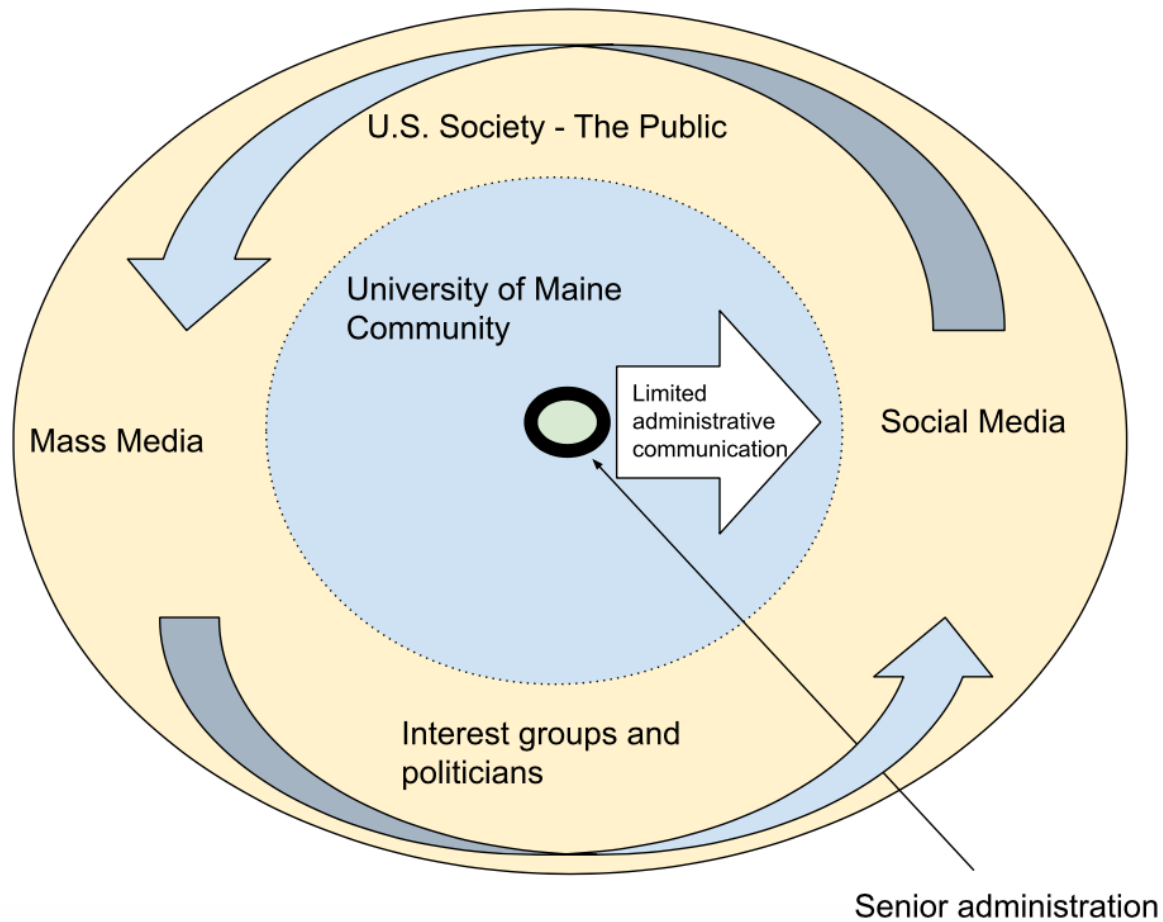 U.S. Society - The Public
University of Maine
Community
Limited
administrative
communication
Mass Media
Social Media
Interest groups and
politicians
Senior administration